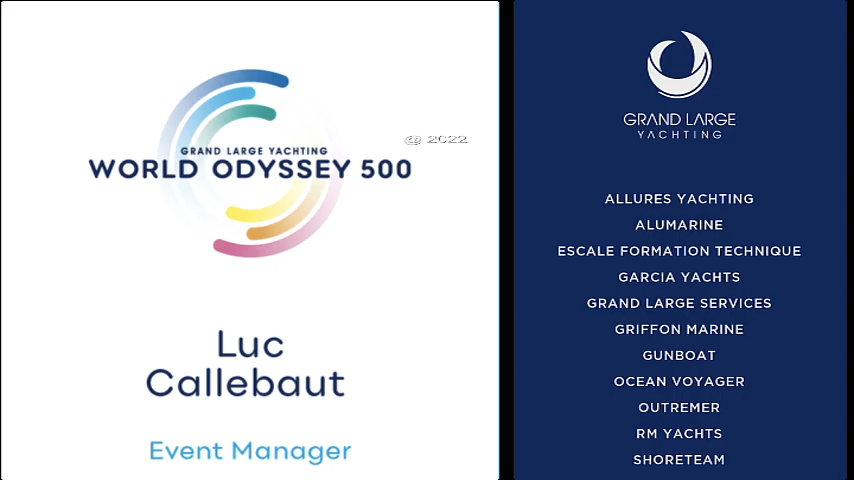 GRAND LARGE YACHTING
WORLD ODYSSEY 500
@ 2022
Luc
Callebaut
Event Manager
GRAND LARGE
YACHTING
ALLURES YACHTING
ALUMARINE
ESCALE FORMATION TECHNIQUE
GARCIA YACHTS
GRAND LARGE SERVICES
GRIFFON MARINE
GUNBOAT
OCEAN VOYAGER
OUTREMER
RM YACHTS
SHORETEAM